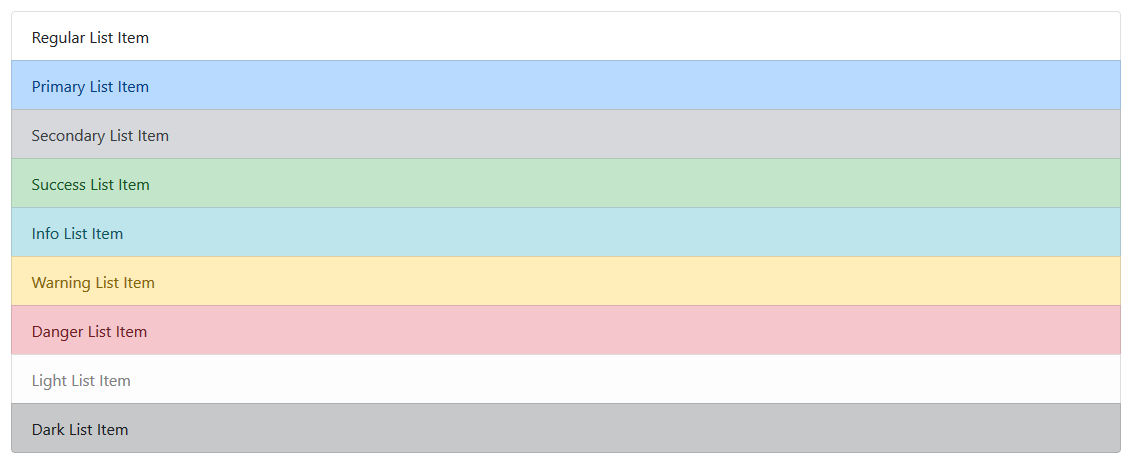 Regular List Item
Primary List Item
Secondary List Item
Success List Item
Info List Item
Warning List Item
Danger List Item
Light List Item
Dark List Item